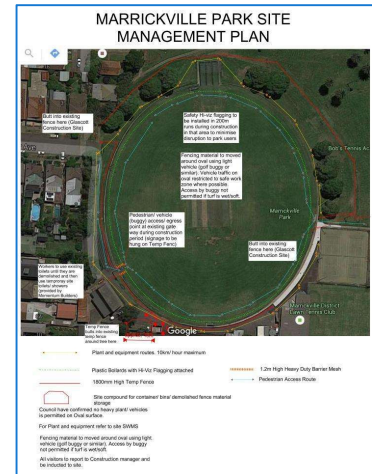 MARRICKVILLE PARK SITE
MANAGEMENT PLAN
Butt into existing
fence here (Glascott
Construction Site)
Safety Hi-viz flagging to
be installed in 200m
runs during construction
in that area to minimise
disruption to park users
Ave
Bob's Tennis Ac
Fencing material to moved
around oval using light
vehicle (golf buggy or
similar). Vehicle traffic on
oval restricted to safe work
zone where possible.
Access by buggy not
permitted if turf is wet/soft.
Marrickville
Park
Pedestrian/ vehicle
(buggy) access/ egress
point at existing gate
way during construction
period (signage to be
hung on Temp Fenc)
Butt into existing
fence here (Glascott
Construction Site)
Workers to use existing
toilets until they are
demolished and then
use temporary site
toilets/ showers
(provided by
Momentum Builders)
Marrickville District
Lawn Tennis Club
Temp Fence
butts into existing
temp fence
around tree here
Google
Plant and equipment routes, 10km/ hour maximum
Plastic Bollards with Hi-Viz Flagging attached
1.2m High Heavy Duty Barrier Mesh
1800mm High Temp Fence
Pedestrian Access Route
Site compound for container/ bins/ demolished fence material
storage
Council have confirmed no heavy plant/ vehicles
is permitted on Oval surface.
For Plant and equipment refer to site SWMS
Fencing material to moved around oval using light
vehicle (golf buggy or similar). Access by buggy not
permitted if turf is wet/soft.
All visitors to report to Construction manager and
be inducted to site.